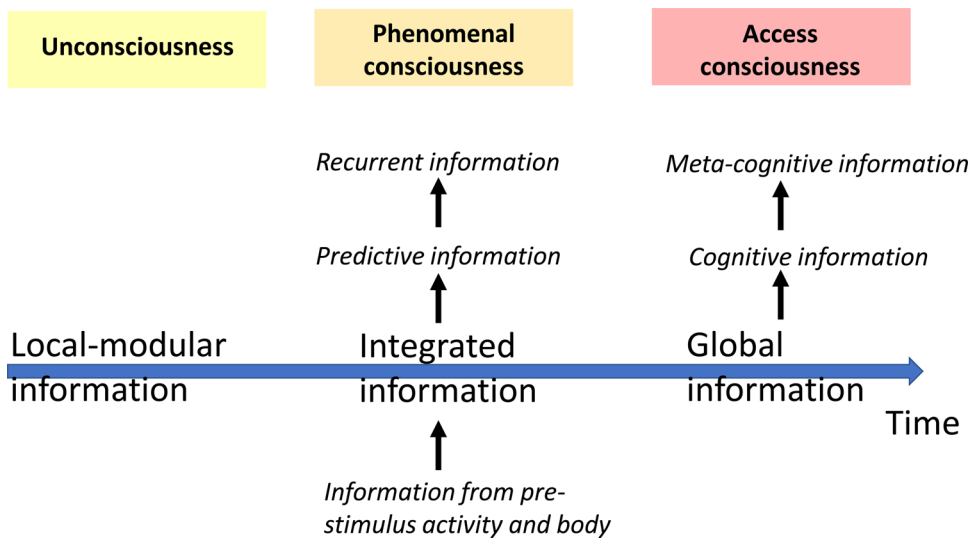 Unconsciousness
Phenomenal
consciousness
Access
consciousness
Recurrent information
Meta-cognitive information
Predictive information
Cognitive information
Local-modular
information
Integrated
information
Global
information
Time
Information from pre-
stimulus activity and body